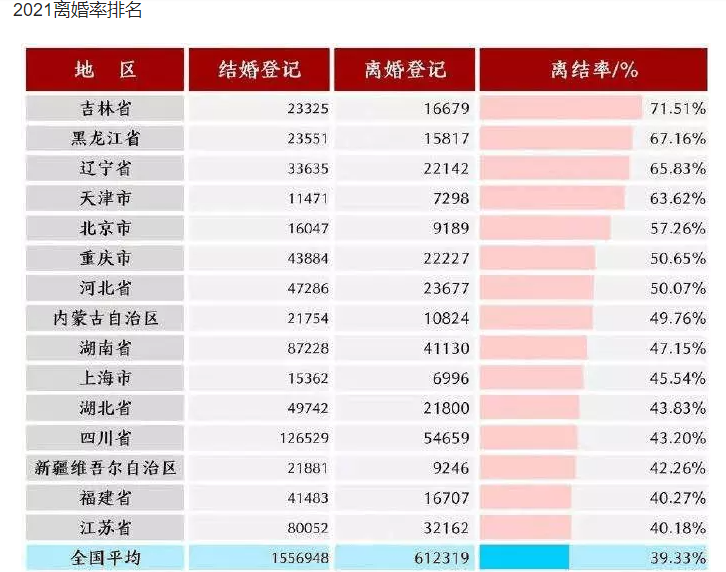 2021离婚率排名
地 区 结婚登记 离婚登记 离结率/%
吉林省 23325 16679 71.51%
黑龙江省 23551 15817 67.16%
辽宁省 33635 22142 65.83%
天津市 11471 7298 63.62%
北京市 16047 9189 57.26%
重庆市 43884 22227 50.65%
河北省 47286 23677 50.07%
内蒙古自治区 21754 10824 49.76%
湖南省 87228 41130 47.15%
上海市 15362 6996 45.54%
湖北省 49742 21800 43.83%
四川省 126529 54659 43.20%
新疆维吾尔自治区 21881 9246 42.26%
福建省 41483 16707 40.27%
江苏省 80052 32162 40.18%
全国平均 1556948 612319 39.33%